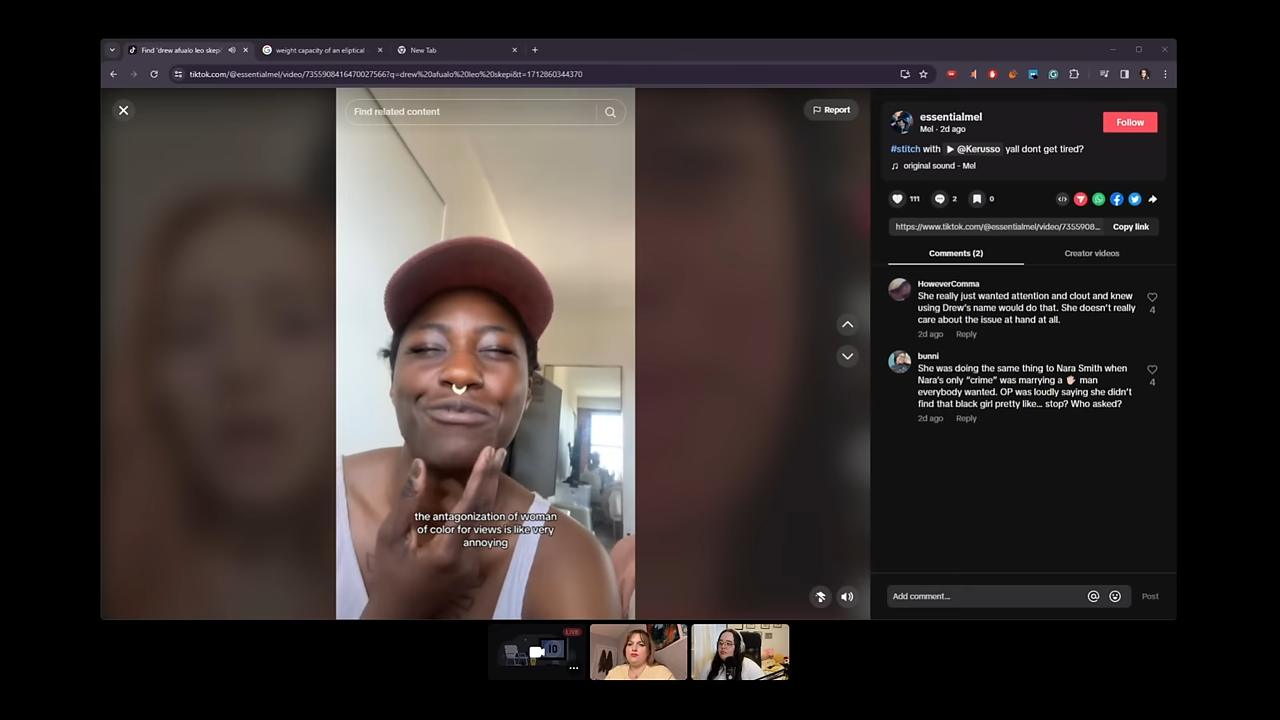 Find 'drew afualo leo skepi'
weight capacity of an eliptical
New Tab
tiktok.com/@essentialmel/video/7355908416470027566?q=drew%20afualo%20leo%20skepi&t=1712860344370
Find related content
Report
essentialmel
Mel · 2d ago
Follow
#stitch with @Kerusso yall dont get tired?
original sound - Mel
111
2
0
https://www.tiktok.com/@essentialmel/video/7355908...
Copy link
Comments (2)
Creator videos
HoweverComma
She really just wanted attention and clout and knew
using Drew's name would do that. She doesn't really
care about the issue at hand at all.
4
2d ago Reply
bunni
She was doing the same thing to Nara Smith when
Nara's only “crime” was marrying a 🖐🏻 man
everybody wanted. OP was loudly saying she didn't
find that black girl pretty like… stop? Who asked?
4
2d ago Reply
the antagonization of woman
of color for views is like very
annoying
Add comment...
Post
LIVE
10